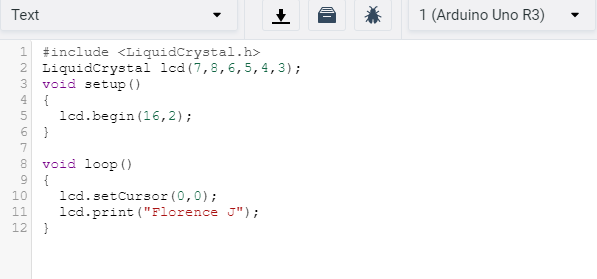 Text
1 (Arduino Uno R3)
1 #include <LiquidCrystal.h>
2 LiquidCrystal lcd(7,8,6,5,4,3);
3 void setup()
4 {
5   lcd.begin(16,2);
6 }
7
8 void loop()
9 {
10   lcd.setCursor(0,0);
11   lcd.print("Florence J");
12 }